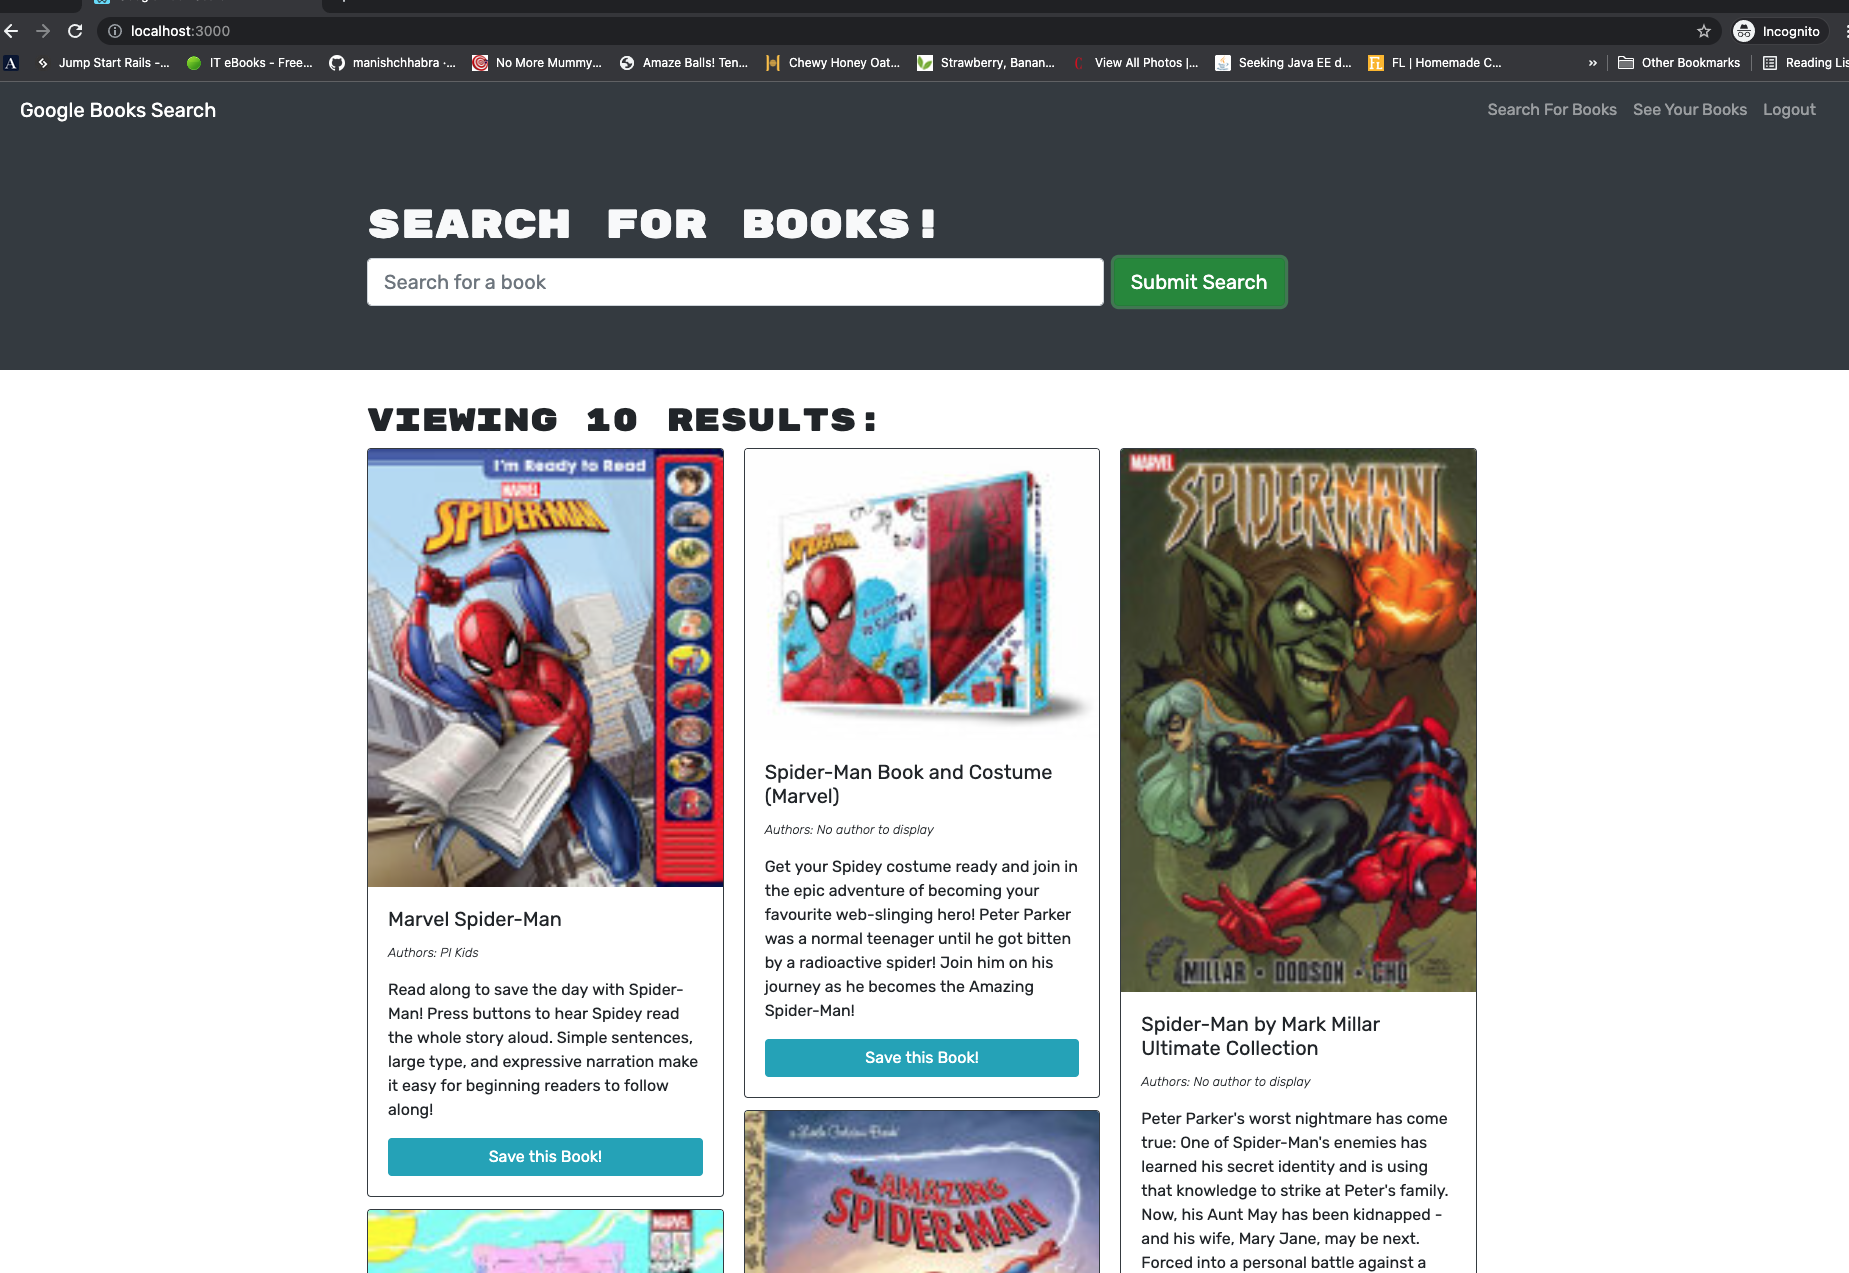 localhost:3000
Incognito
Jump Start Rails -...
IT eBooks - Free...
manishchhabra ·...
No More Mummy...
Amaze Balls! Ten...
Chewy Honey Oat...
Strawberry, Banan...
View All Photos |...
Seeking Java EE d...
FL | Homemade C...
»
Other Bookmarks
Reading Lis
Google Books Search
Search For Books
See Your Books
Logout
SEARCH FOR BOOKS!
Search for a book
Submit Search
VIEWING 10 RESULTS:
I'm Ready to Read
MARVEL
SPIDER-MAN
Marvel Spider-Man
Authors: PI Kids
Read along to save the day with Spider-
Man! Press buttons to hear Spidey read
the whole story aloud. Simple sentences,
large type, and expressive narration make
it easy for beginning readers to follow
along!
Save this Book!
MARVEL
SPIDER-MAN
Spider-Man Book and Costume
(Marvel)
Authors: No author to display
Get your Spidey costume ready and join in
the epic adventure of becoming your
favourite web-slinging hero! Peter Parker
was a normal teenager until he got bitten
by a radioactive spider! Join him on his
journey as he becomes the Amazing
Spider-Man!
Save this Book!
MARVEL
SPIDER-MAN
MILLAR • DODSON • CHO
Spider-Man by Mark Millar
Ultimate Collection
Authors: No author to display
Peter Parker's worst nightmare has come
true: One of Spider-Man's enemies has
learned his secret identity and is using
that knowledge to strike at Peter's family.
Now, his Aunt May has been kidnapped -
and his wife, Mary Jane, may be next.
Forced into a personal battle against a
a Little Golden Book
the AMAZING
SPIDER-MAN
MARVEL